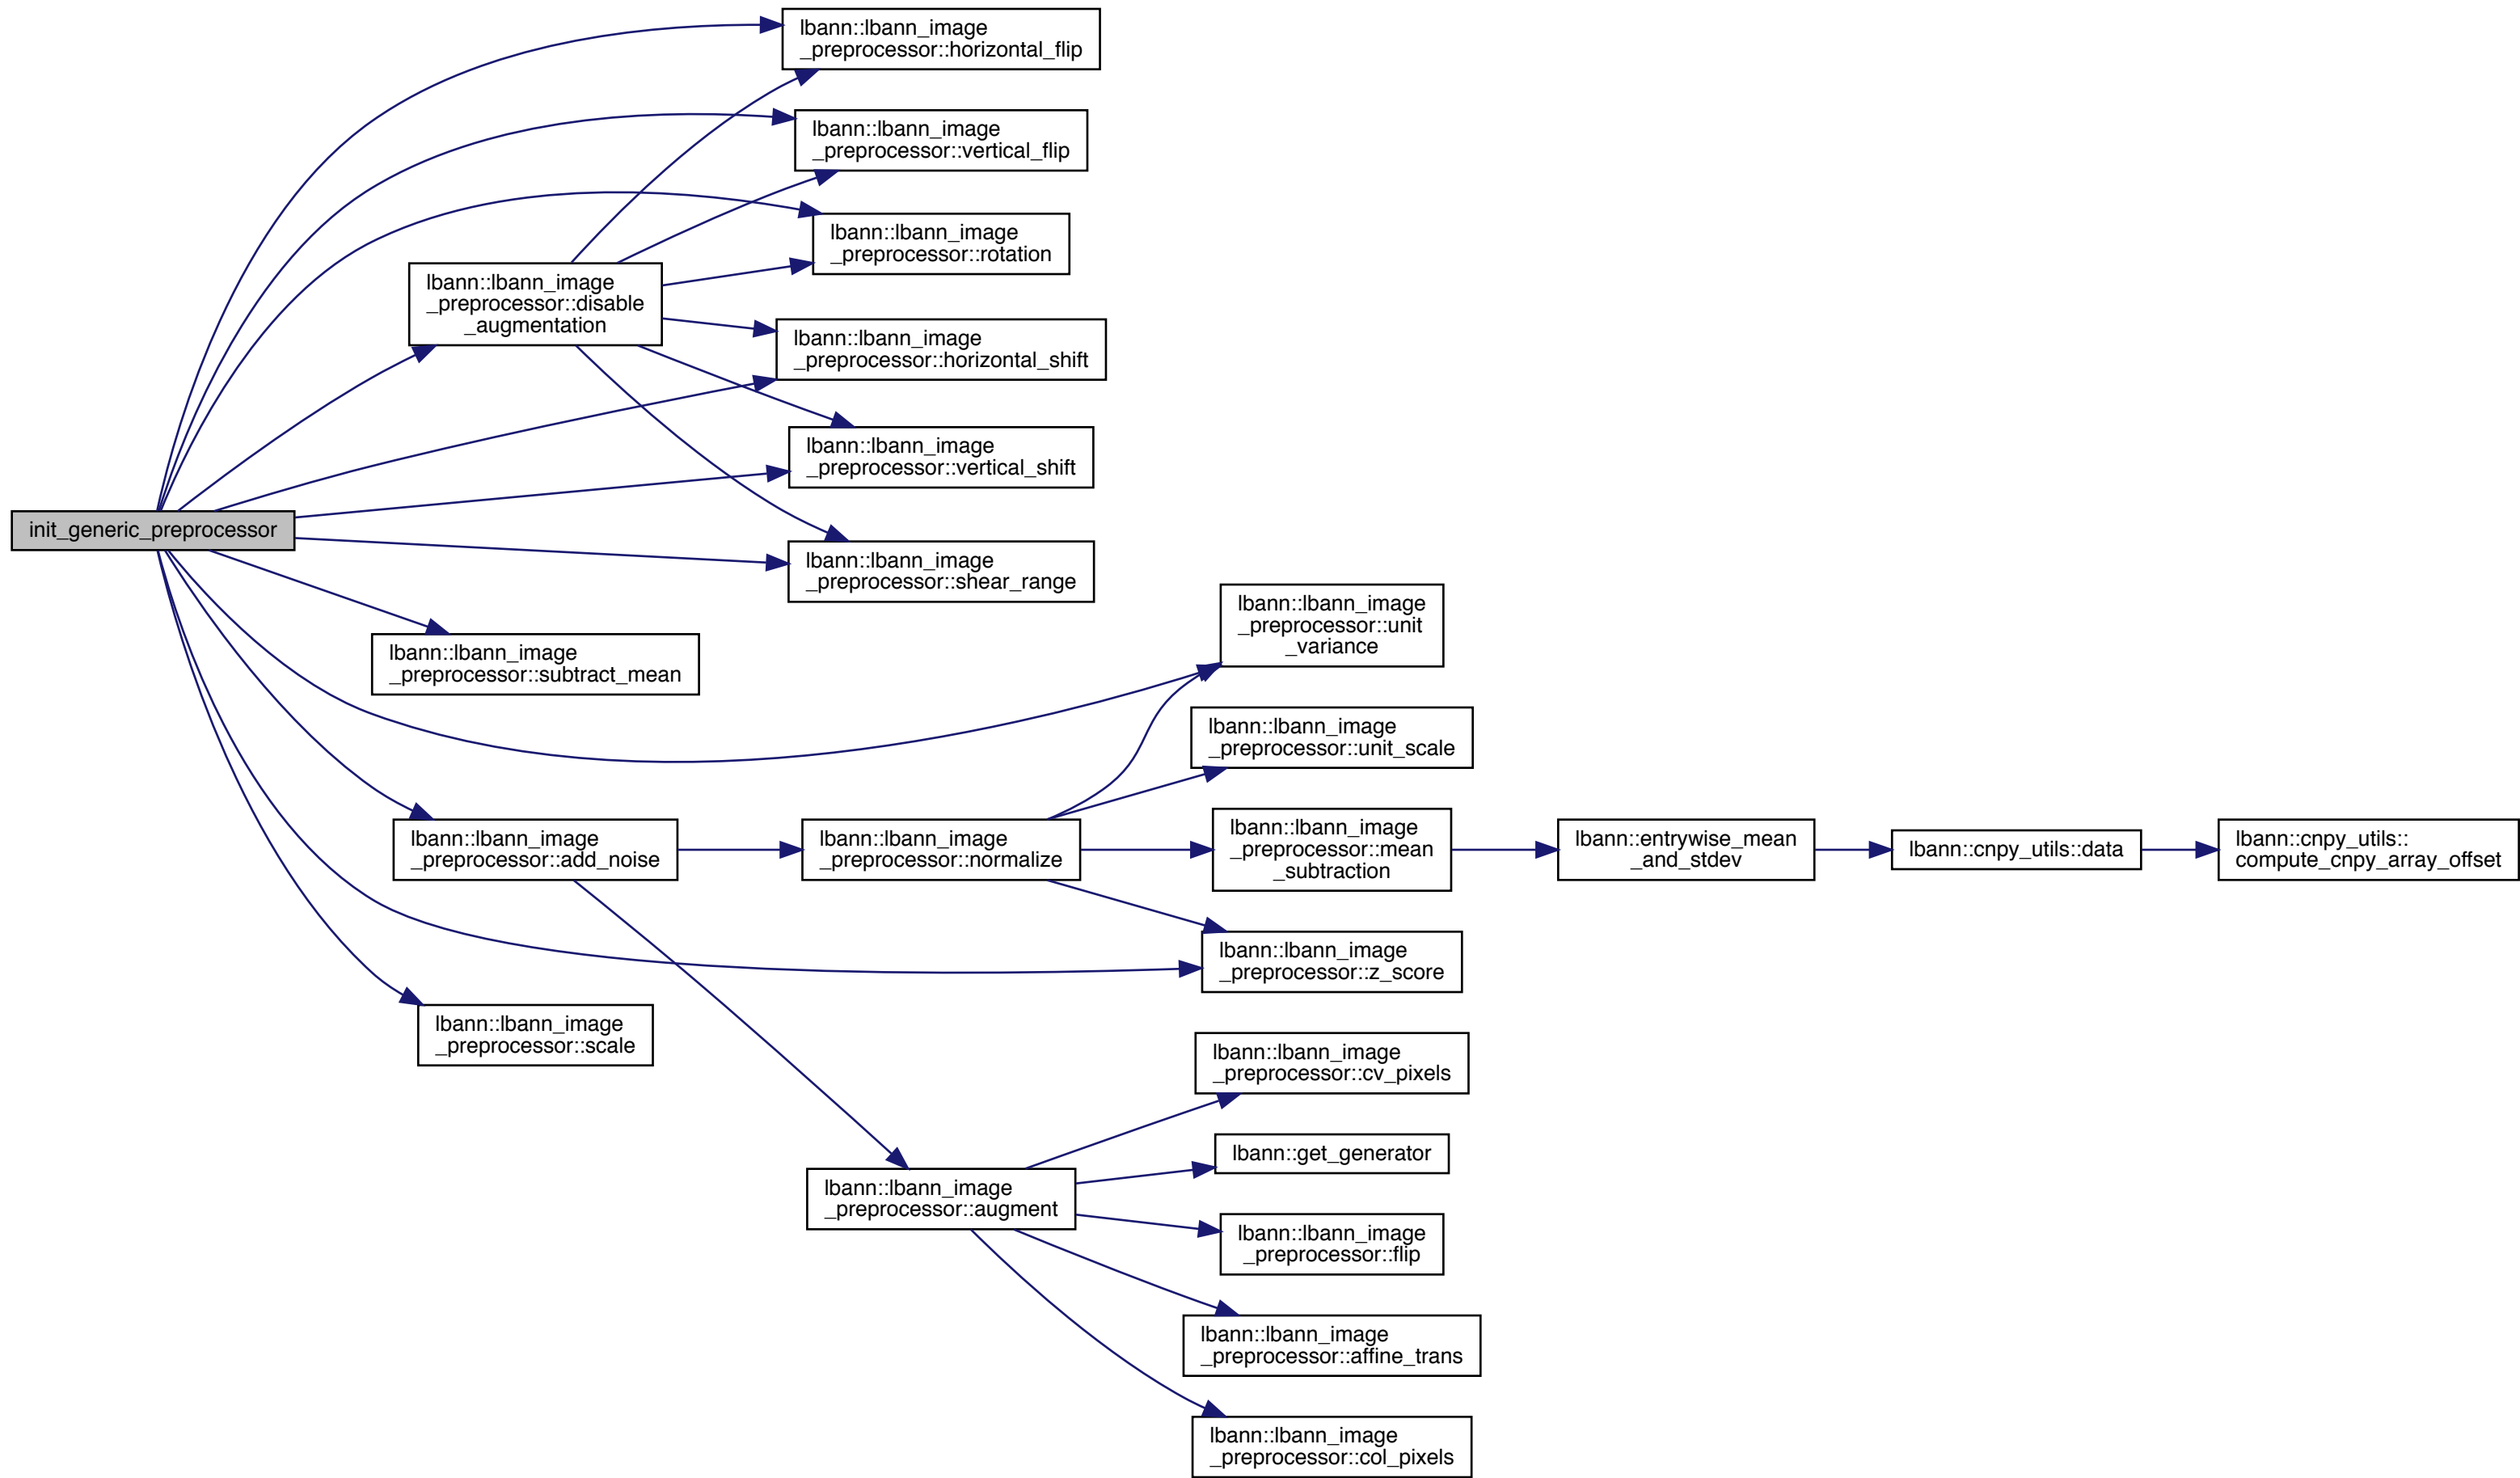 lbann::lbann_image
_preprocessor::horizontal_flip
lbann::lbann_image
_preprocessor::vertical_flip
lbann::lbann_image
_preprocessor::rotation
lbann::lbann_image
_preprocessor::disable
_augmentation
lbann::lbann_image
_preprocessor::horizontal_shift
lbann::lbann_image
_preprocessor::vertical_shift
init_generic_preprocessor
lbann::lbann_image
_preprocessor::shear_range
lbann::lbann_image
_preprocessor::unit
_variance
lbann::lbann_image
_preprocessor::subtract_mean
lbann::lbann_image
_preprocessor::unit_scale
lbann::lbann_image
_preprocessor::add_noise
lbann::lbann_image
_preprocessor::normalize
lbann::lbann_image
_preprocessor::mean
_subtraction
lbann::entrywise_mean
_and_stdev
lbann::cnpy_utils::data
lbann::cnpy_utils::
compute_cnpy_array_offset
lbann::lbann_image
_preprocessor::z_score
lbann::lbann_image
_preprocessor::scale
lbann::lbann_image
_preprocessor::cv_pixels
lbann::get_generator
lbann::lbann_image
_preprocessor::augment
lbann::lbann_image
_preprocessor::flip
lbann::lbann_image
_preprocessor::affine_trans
lbann::lbann_image
_preprocessor::col_pixels